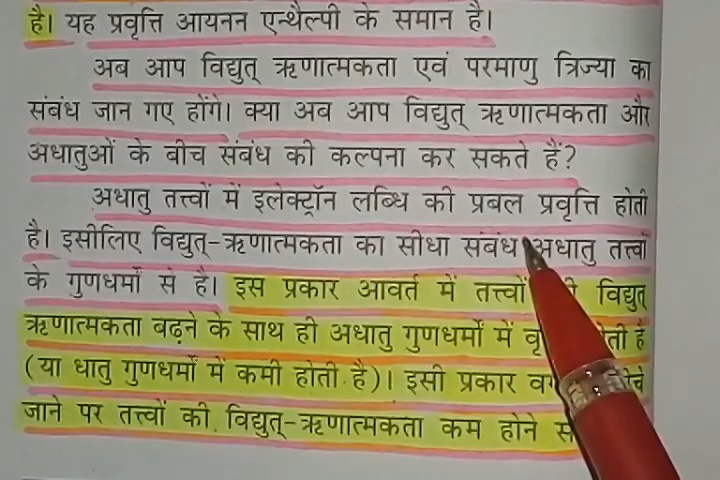 है। यह प्रवृत्ति आयनन एन्थैल्पी के समान है।
अब आप विद्युत् ऋणात्मकता एवं परमाणु त्रिज्या का
संबंध जान गए होंगे। क्या अब आप विद्युत् ऋणात्मकता और
अधातुओं के बीच संबंध की कल्पना कर सकते हैं?
अधातु तत्त्वों में इलेक्ट्रॉन लब्धि की प्रबल प्रवृत्ति होती
है। इसीलिए विद्युत्-ऋणात्मकता का सीधा संबंध अधातु तत्त्वों
के गुणधर्मों से है। इस प्रकार आवर्त में तत्त्वों विद्युत्
ऋणात्मकता बढ़ने के साथ ही अधातु गुणधर्मों में है
(या धातु गुणधर्मों में कमी होती है)। इसी प्रकार
जाने पर तत्त्वों की विद्युत्-ऋणात्मकता कम होने